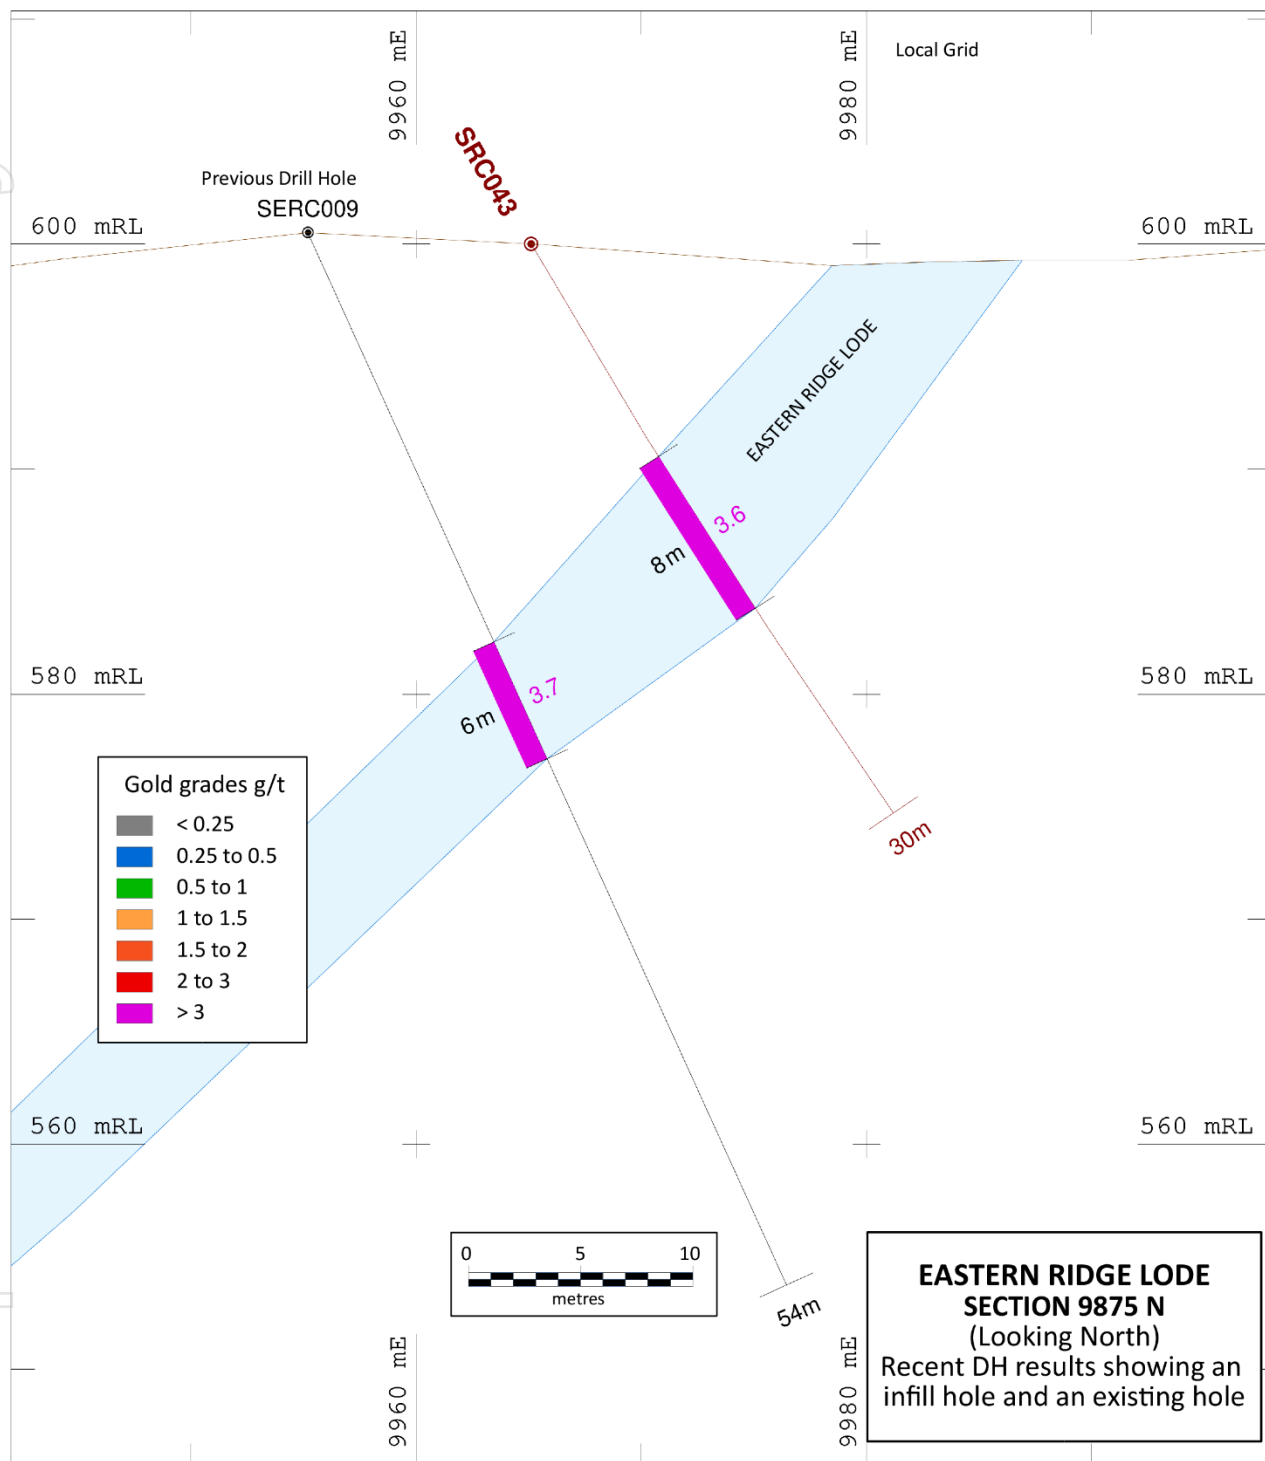 9960 mE
9980 mE
Local Grid
SRC043
Previous Drill Hole
SERC009
600 mRL
600 mRL
EASTERN RIDGE LODE
3.6
8m
580 mRL
580 mRL
3.7
6m
Gold grades g/t
< 0.25
0.25 to 0.5
0.5 to 1
1 to 1.5
1.5 to 2
2 to 3
> 3
30m
560 mRL
560 mRL
0 5 10
metres
54m
9960 mE
9980 mE
EASTERN RIDGE LODE
SECTION 9875 N
(Looking North)
Recent DH results showing an
infill hole and an existing hole